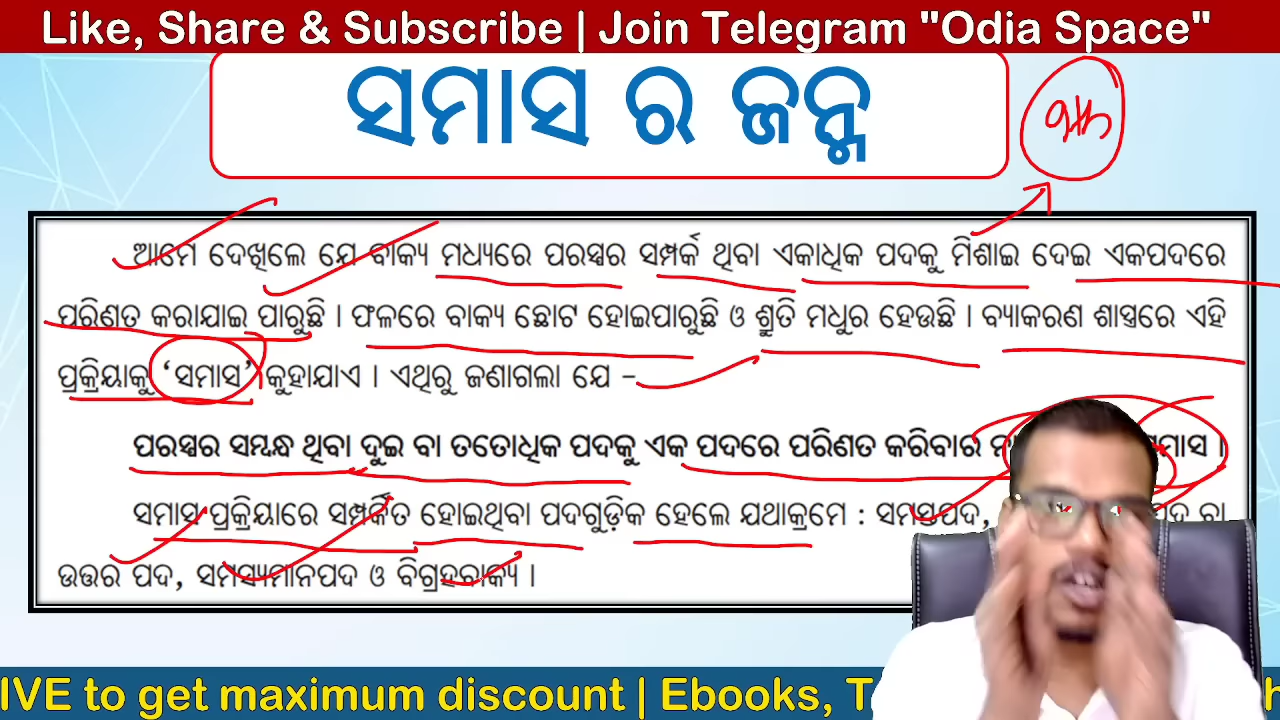 Like, Share & Subscribe | Join Telegram "Odia Space"
ସମାସ ର ଜନ୍ମ
9th
ଆମେ ଦେଖିଲେ ଯେ ବାକ୍ୟ ମଧ୍ୟରେ ପରସ୍ପର ସମ୍ପର୍କ ଥିବା ଏକାଧିକ ପଦକୁ ମିଶାଇ ଦେଇ ଏକପଦରେ
ପରିଣତ କରାଯାଇ ପାରୁଛି । ଫଳରେ ବାକ୍ୟ ଛୋଟ ହୋଇପାରୁଛି ଓ ଶ୍ରୁତି ମଧୁର ହେଉଛି । ବ୍ୟାକରଣ ଶାସ୍ତ୍ରରେ ଏହି
ପ୍ରକ୍ରିୟାକୁ ‘ସମାସ’ କୁହାଯାଏ । ଏଥିରୁ ଜଣାଗଲା ଯେ –
ପରସ୍ପର ସମ୍ବନ୍ଧ ଥିବା ଦୁଇ ବା ତତୋଧିକ ପଦକୁ ଏକ ପଦରେ ପରିଣତ କରିବାର ସମାସ ।
ସମାସ ପ୍ରକ୍ରିୟାରେ ସମ୍ପର୍କିତ ହୋଇଥିବା ପଦଗୁଡ଼ିକ ହେଲେ ଯଥାକ୍ରମେ : ସମସ୍ତପଦ, ପଦ ବା
ଉତ୍ତର ପଦ, ସମସ୍ୟମାନପଦ ଓ ବିଗ୍ରହବାକ୍ୟ ।
IVE to get maximum discount | Ebooks,